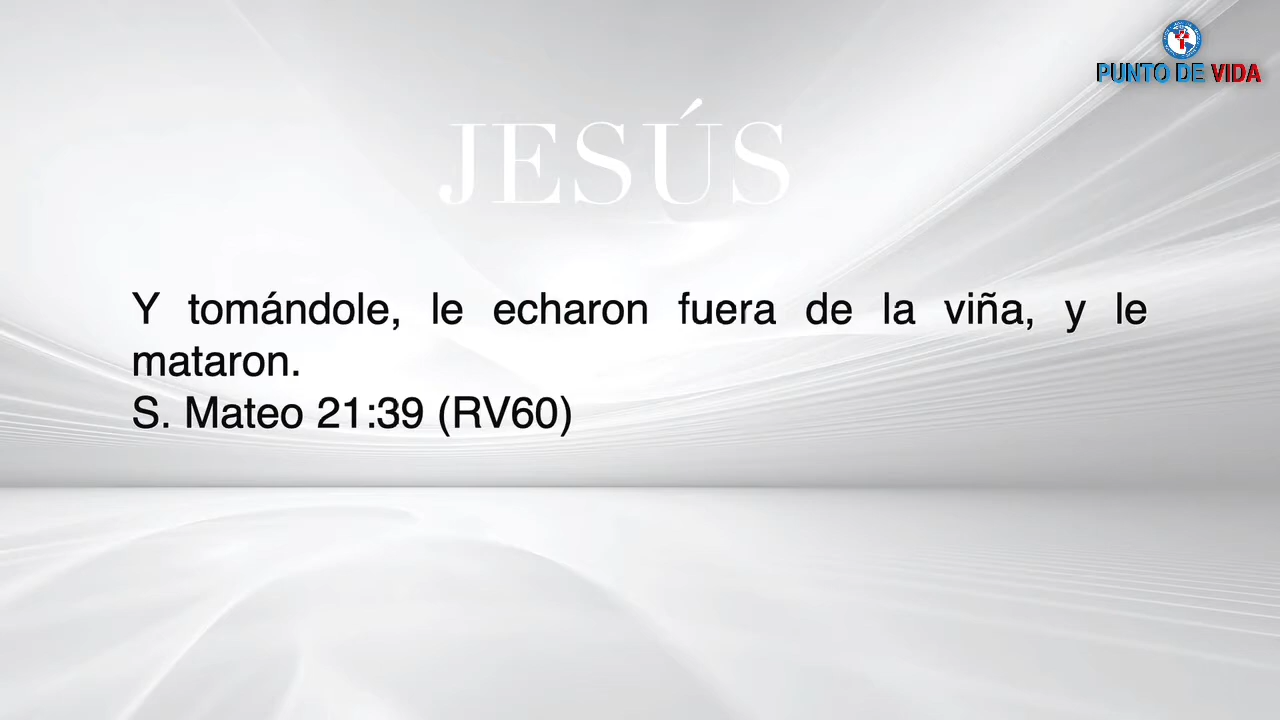 PUNTO DE VIDA
JESÚS
Y tomándole, le echaron fuera de la viña, y le
mataron.
S. Mateo 21:39 (RV60)